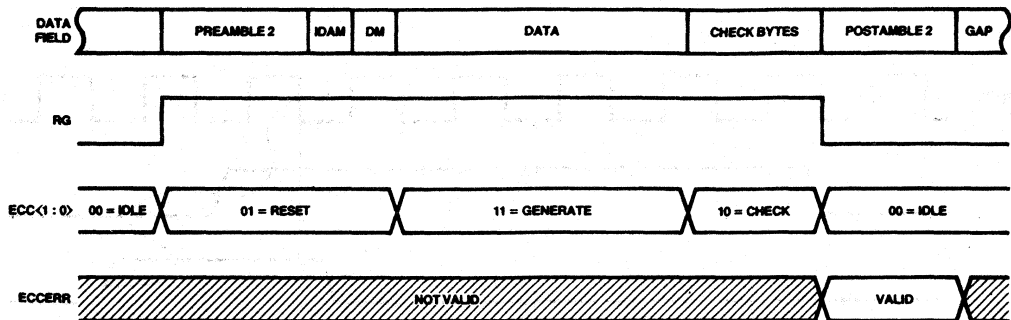 DATA FIELD PREAMBLE 2 IDAM DM DATA CHECK BYTES POSTAMBLE 2 GAP
RG
ECC<1 : 0> 00 = IDLE 01 = RESET 11 = GENERATE 10 = CHECK 00 = IDLE
ECCERR NOT VALID VALID